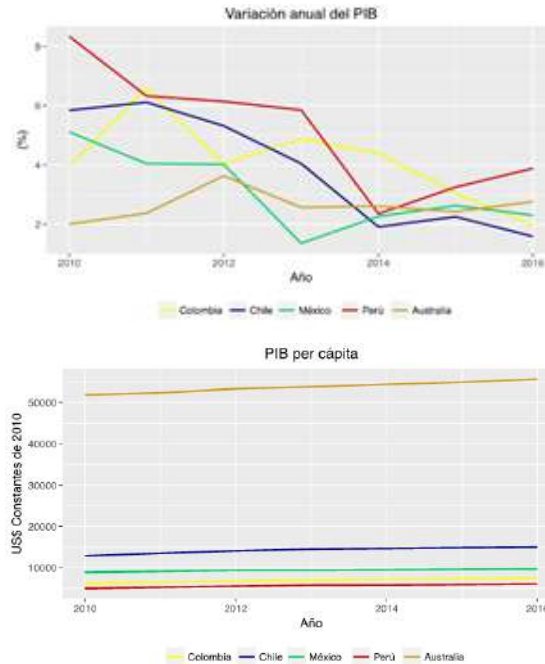 Variación anual del PIB
8
6
4
2
(%)
2010 2012 2014 2016
Año
Colombia Chile México Perú Australia
PIB per cápita
50000
40000
30000
20000
10000
US$ Constantes de 2010
2010 2012 2014 2016
Año
Colombia Chile México Perú Australia